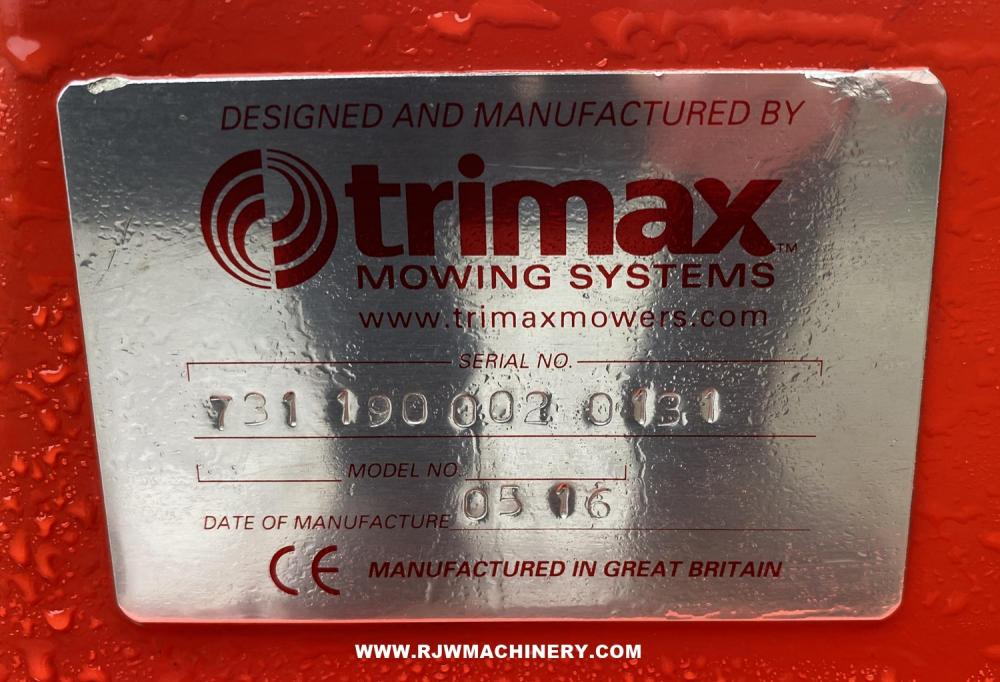 DESIGNED AND MANUFACTURED BY
trimax™
MOWING SYSTEMS
www.trimaxmowers.com
SERIAL NO.
731 190 002 0131
MODEL NO.
DATE OF MANUFACTURE 05 16
CE MANUFACTURED IN GREAT BRITAIN
WWW.RJWMACHINERY.COM